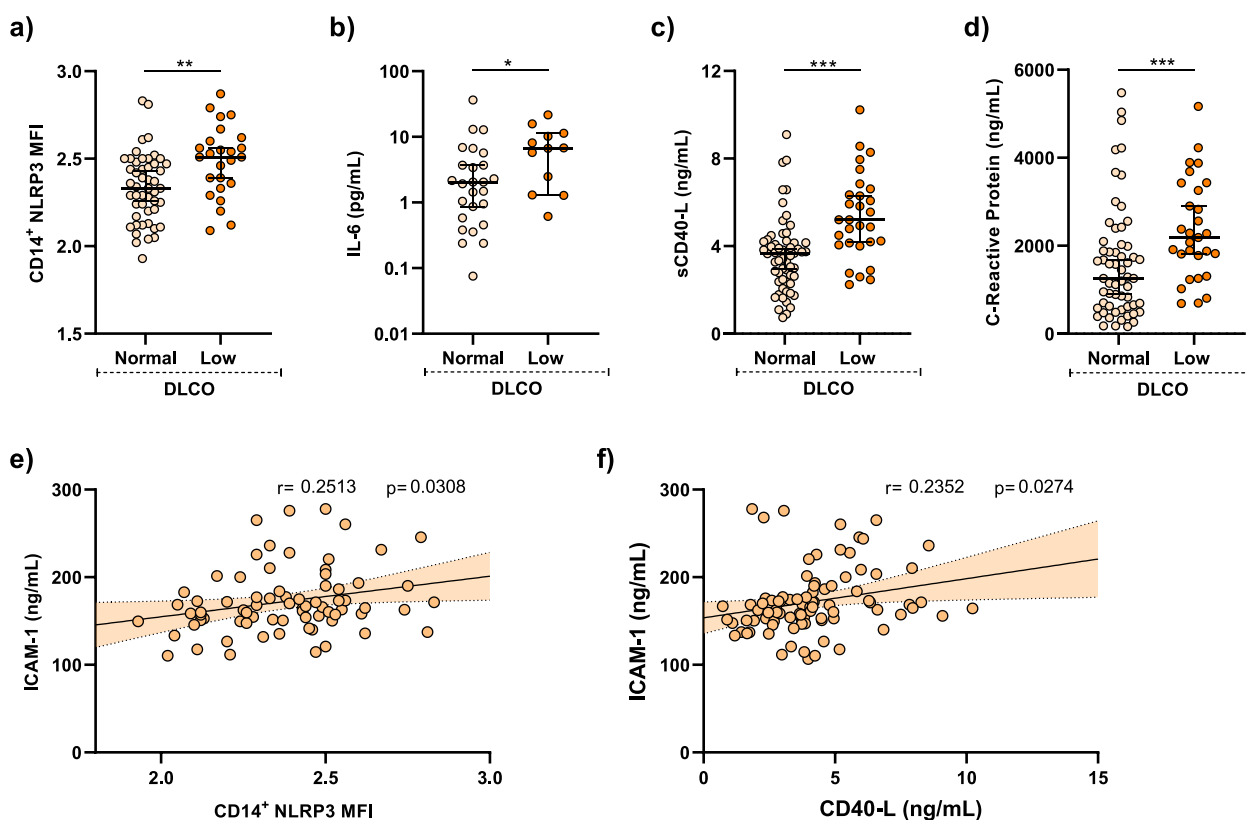 a)
**
CD14⁺ NLRP3 MFI
3.0
2.5
2.0
1.5
Normal Low
DLCO
b)
*
IL-6 (pg/mL)
100
10
1
0.1
0.01
Normal Low
DLCO
c)
***
sCD40-L (ng/mL)
12
8
4
0
Normal Low
DLCO
d)
***
C-Reactive Protein (ng/mL)
6000
4000
2000
0
Normal Low
DLCO
e)
r= 0.2513 p=0.0308
ICAM-1 (ng/mL)
300
200
100
0
2.0 2.5 3.0
CD14⁺ NLRP3 MFI
f)
r= 0.2352 p=0.0274
ICAM-1 (ng/mL)
300
200
100
0
0 5 10 15
CD40-L (ng/mL)